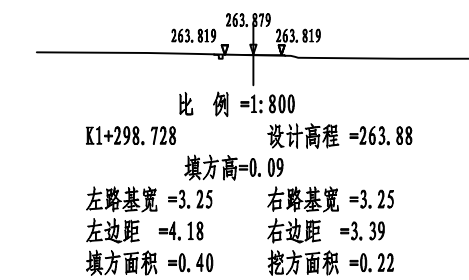 263.879
263.819 263.819
比 例 =1:800
K1+298.728 设计高程 =263.88
填方高=0.09
左路基宽 =3.25 右路基宽 =3.25
左边距 =4.18 右边距 =3.39
填方面积 =0.40 挖方面积 =0.22